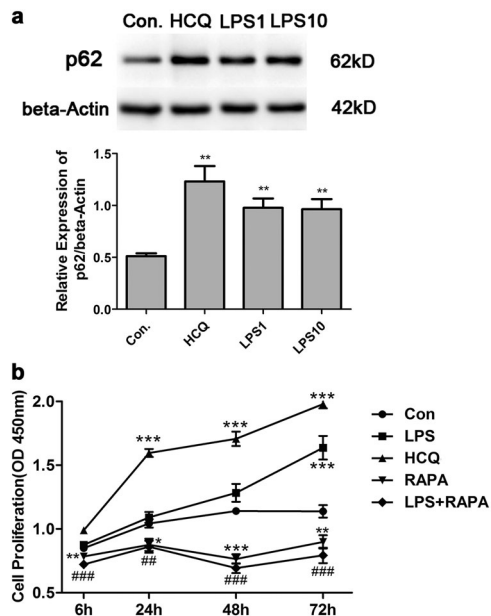 a
Con. HCQ LPS1 LPS10
p62 62kD
beta-Actin 42kD
Relative Expression of
p62/beta-Actin
1.5
1.0
0.5
0.0
**
**
**
Con.
HCQ
LPS1
LPS10
b
Cell Proliferation(OD 450nm)
2.0
1.5
1.0
0.5
***
***
***
***
**
*
***
**
###
##
###
###
6h 24h 48h 72h
Con
LPS
HCQ
RAPA
LPS+RAPA